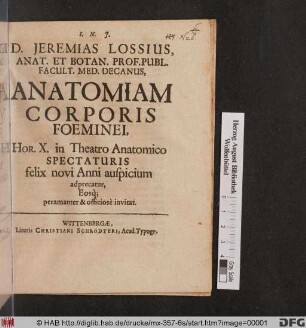 I. N. J.
D. JEREMIAS LOSSIUS,
ANAT. ET BOTAN. PROF. PUBL.
FACULT. MED. DECANUS,
ANATOMIAM
CORPORIS
FOEMINEI,
HOR. X. in Theatro Anatomico
SPECTATURIS
felix novi Anni auspicium
adprecatur,
Eosq;
peramanter & officiosè invitat.
WITTENBERGÆ,
Literis CHRISTIANI SCHRÖDTERI, Acad. Typogr.
Herzog August Bibliothek
Wolfenbüttel
© HAB http://diglib.hab.de/drucke/mx-357-6s/start.htm?image=00001